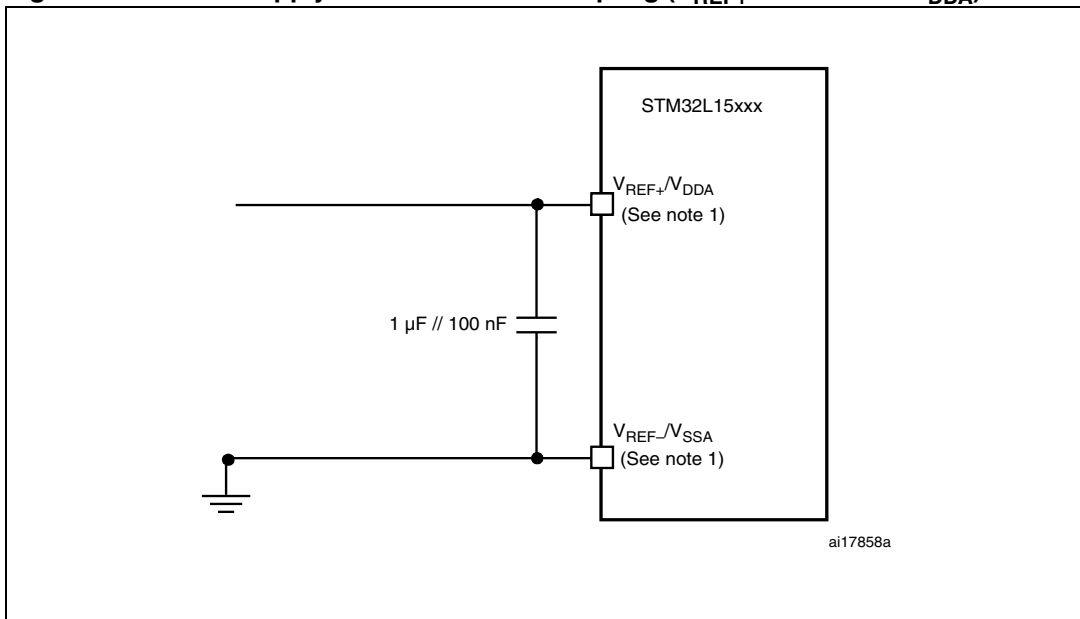 STM32L15xxx
VREF+/VDDA
(See note 1)
1 µF // 100 nF
VREF–/VSSA
(See note 1)
ai17858a